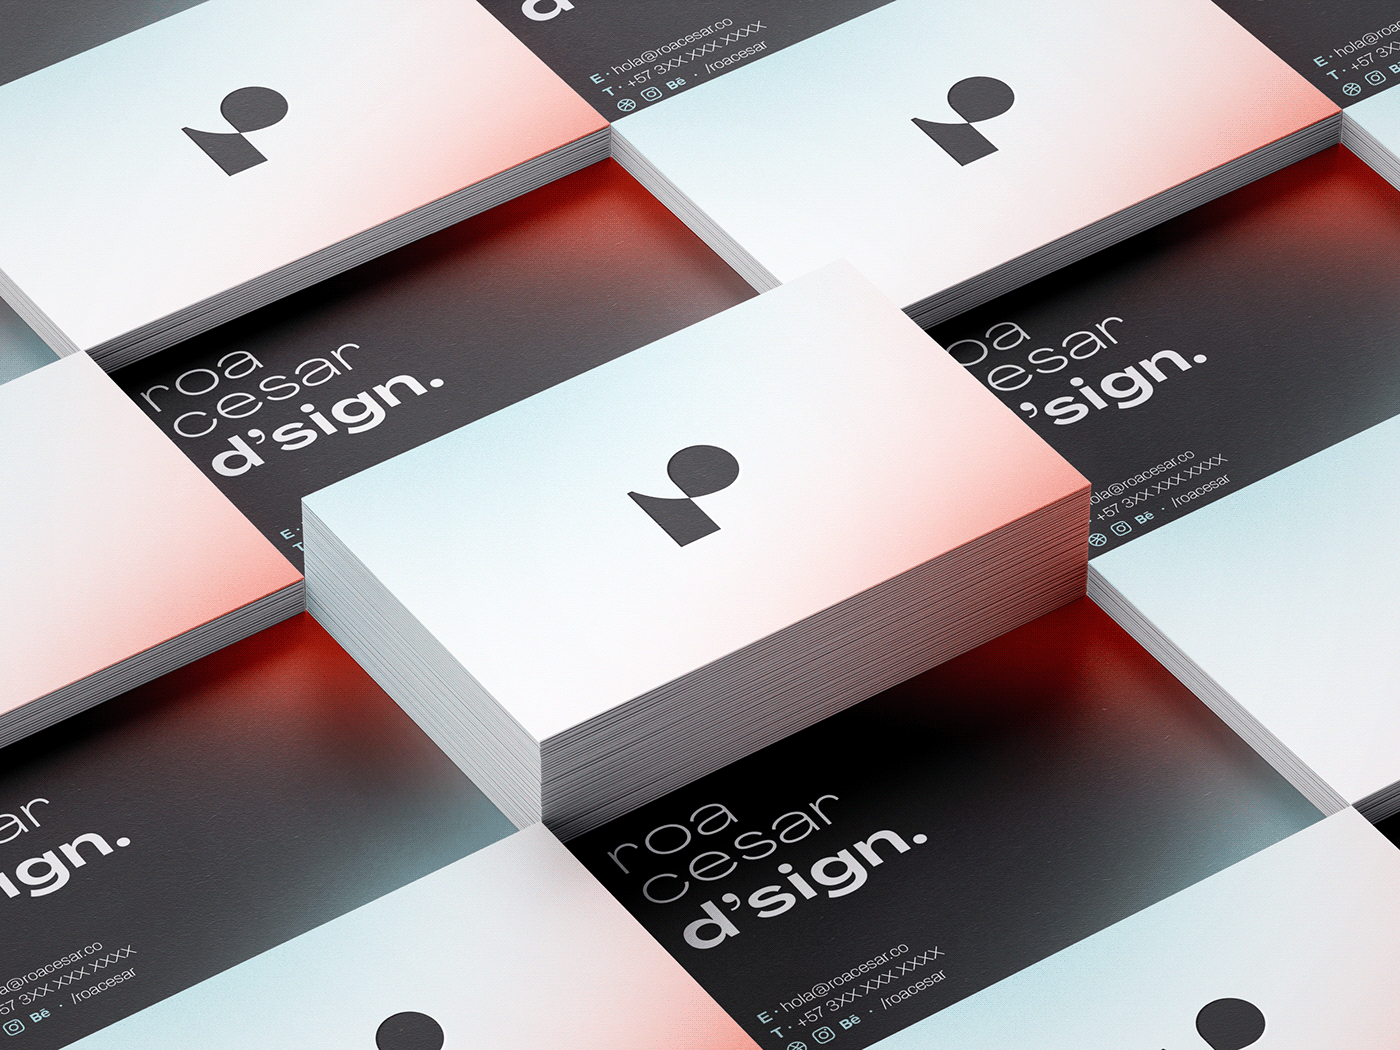 d
E · hola@roacesar.co
T · +57 3XX XXX XXXX
Bē · /roacesar
E · hola@roacesar
T · +57 3XX
roa
cesar
d'sign.
E ·
T
oa
esar
'sign.
ola@roacesar.co
+57 3XX XXX XXXX
Bē · /roacesar
ar
ign.
a@roacesar.co
57 3XX XXX XXXX
Bē · /roacesar
roa
cesar
d'sign.
E · hola@roacesar.co
T · +57 3XX XXX XXXX
Bē · /roacesar